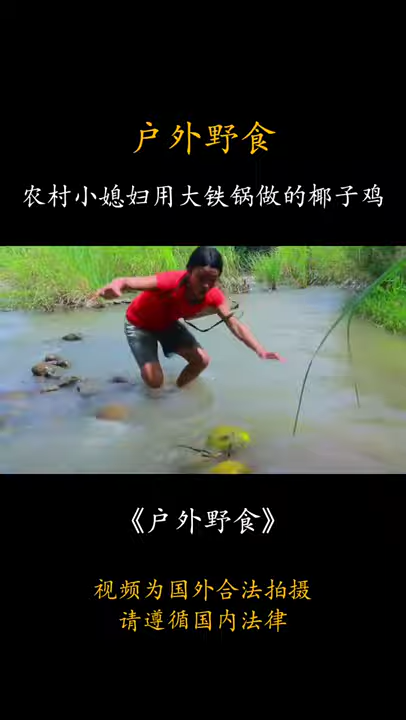 户外野食
农村小媳妇用大铁锅做的椰子鸡
《户外野食》
视频为国外合法拍摄
请遵循国内法律